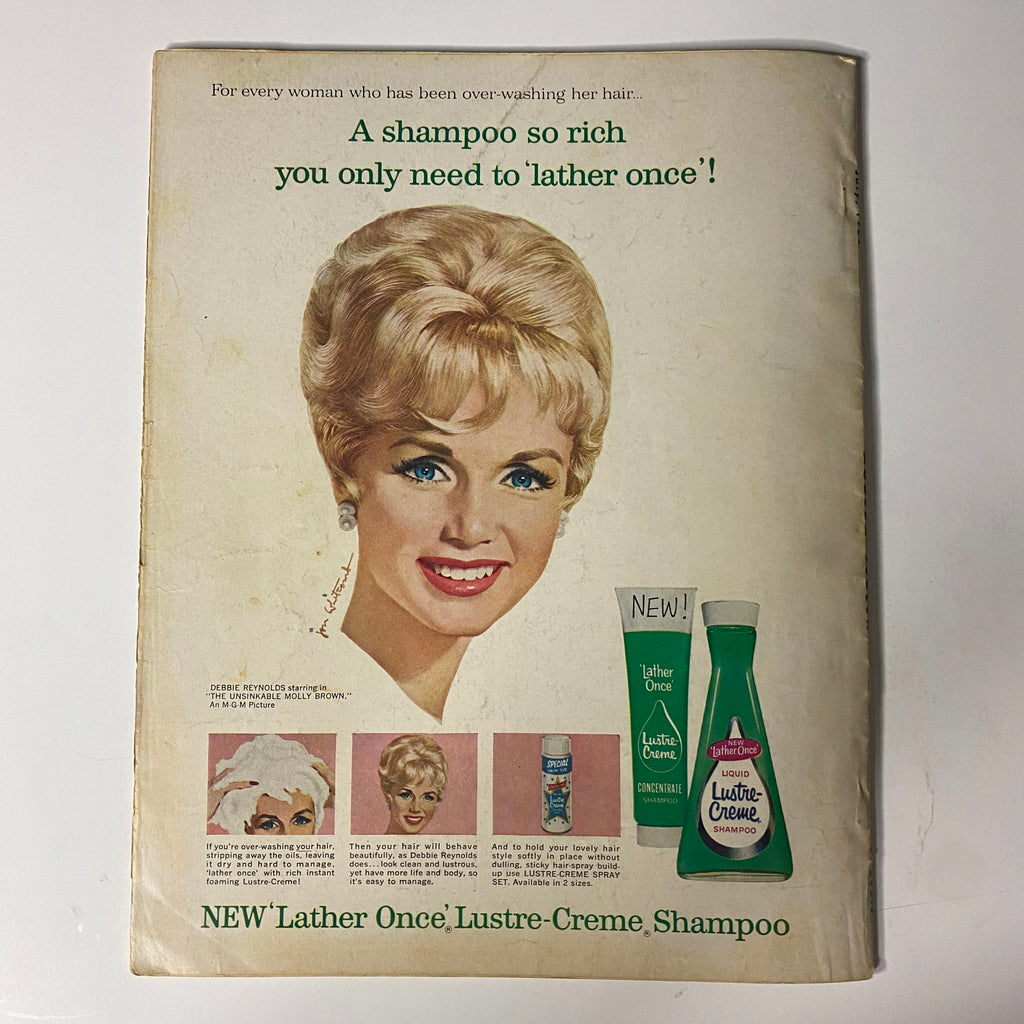 For every woman who has been over-washing her hair...
A shampoo so rich
you only need to 'lather once'!
Jon Whitcomb
DEBBIE REYNOLDS starring in
"THE UNSINKABLE MOLLY BROWN."
An M-G-M Picture
NEW!
'Lather
Once'
Lustre-
Creme
CONCENTRATE
SHAMPOO
NEW
'Lather Once'
LIQUID
Lustre-
Creme®
SHAMPOO
SPECIAL
Lustre
Creme
If you're over-washing your hair,
stripping away the oils, leaving
it dry and hard to manage,
'lather once' with rich instant
foaming Lustre-Creme!
Then your hair will behave
beautifully, as Debbie Reynolds
does...look clean and lustrous,
yet have more life and body, so
it's easy to manage.
And to hold your lovely hair
style softly in place without
dulling, sticky hair-spray build-
up use LUSTRE-CREME SPRAY
SET. Available in 2 sizes.
NEW 'Lather Once'® Lustre-Creme® Shampoo